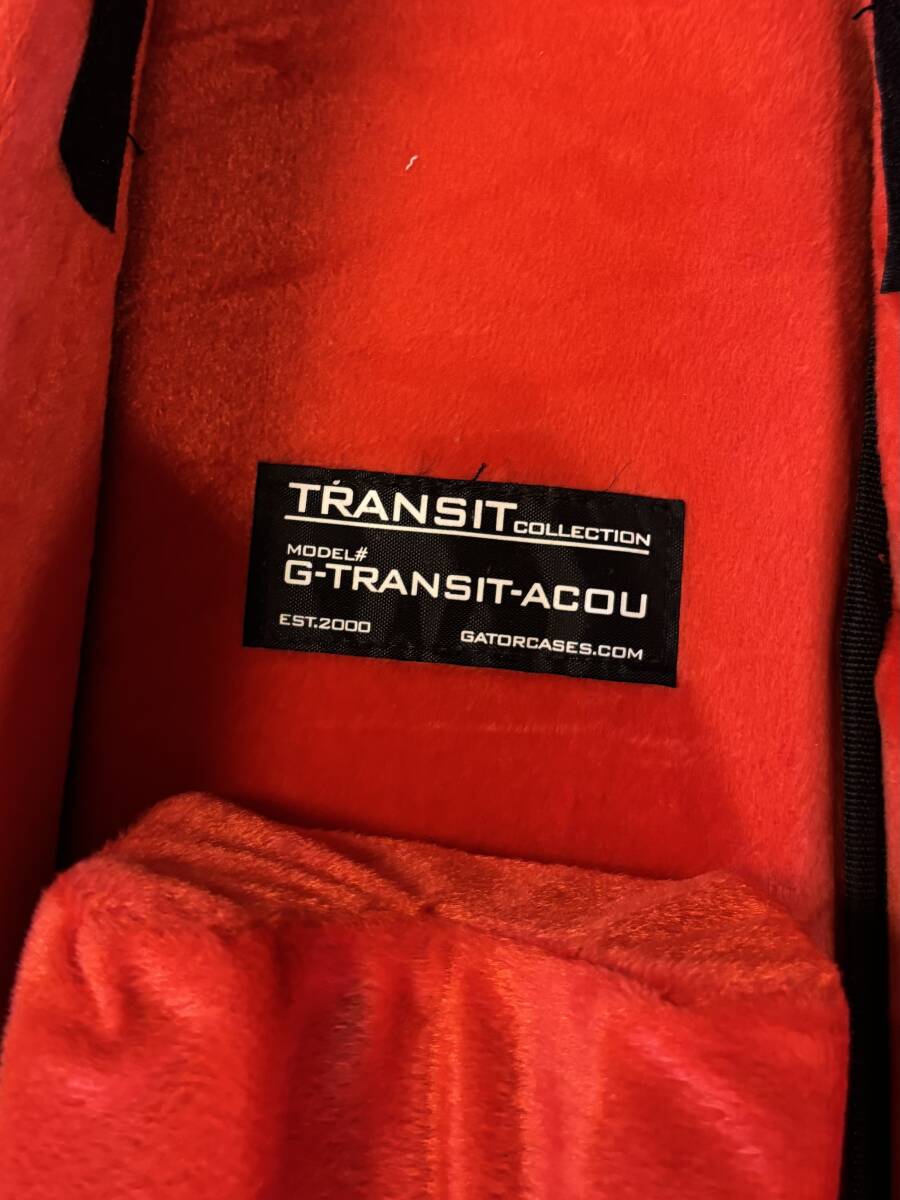 TRANSIT COLLECTION
MODEL#
G-TRANSIT-ACOU
EST.2000 GATORCASES.COM